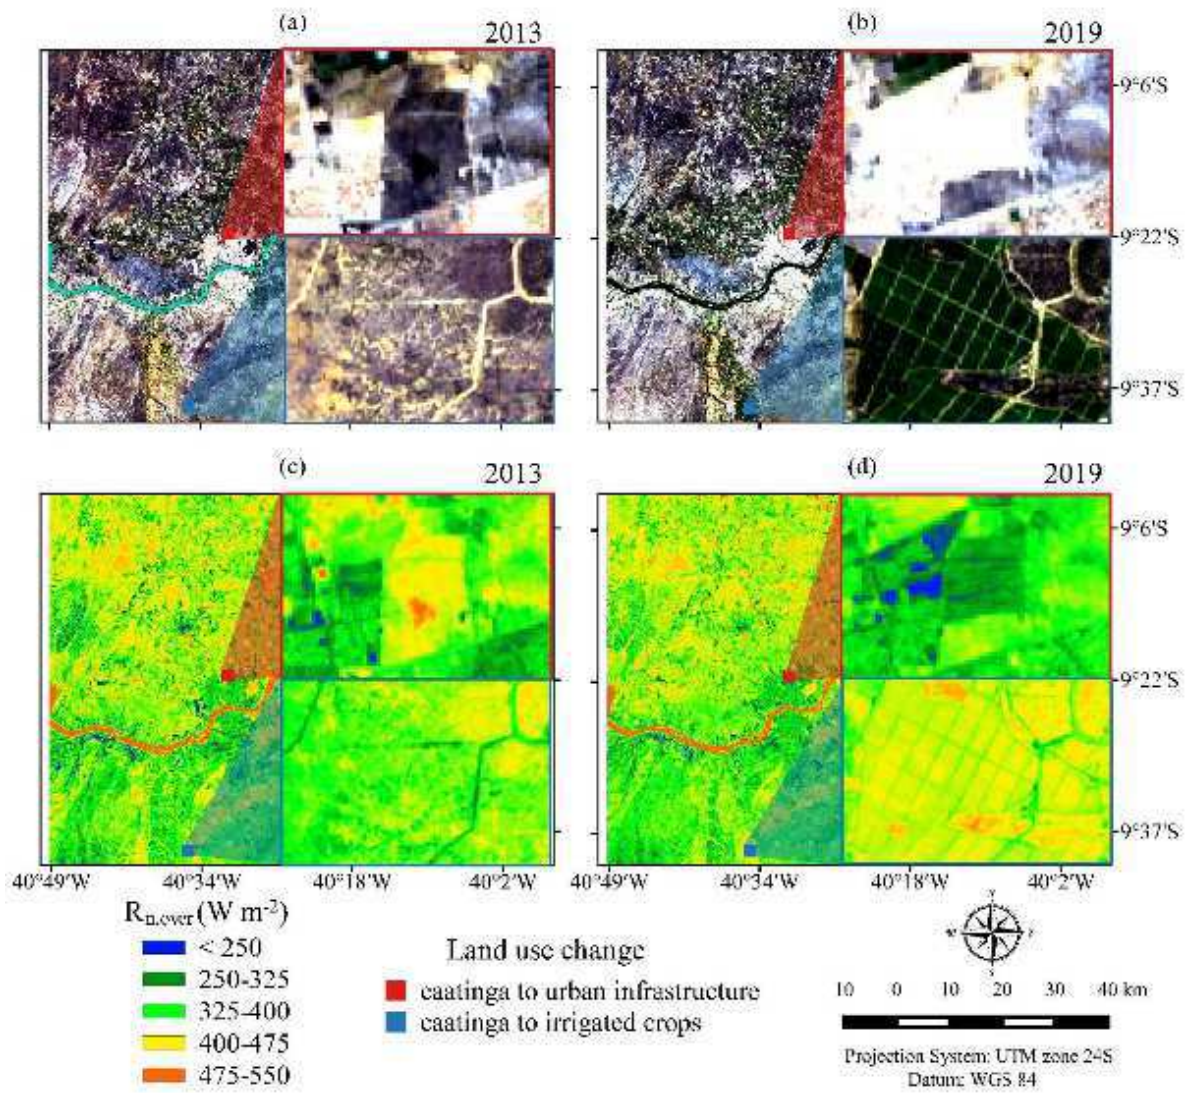 (a) 2013 (b) 2019
9°6'S
9°22'S
9°37'S
(c) 2013 (d) 2019
9°6'S
9°22'S
9°37'S
40°49'W 40°34'W 40°18'W 40°2'W 40°49'W 40°34'W 40°18'W 40°2'W
Rn,over (W m-2)
< 250
250-325
325-400
400-475
475-550
Land use change
caatinga to urban infrastructure
caatinga to irrigated crops
10 0 10 20 30 40 km
Projection System: UTM zone 24S
Datum: WGS 84